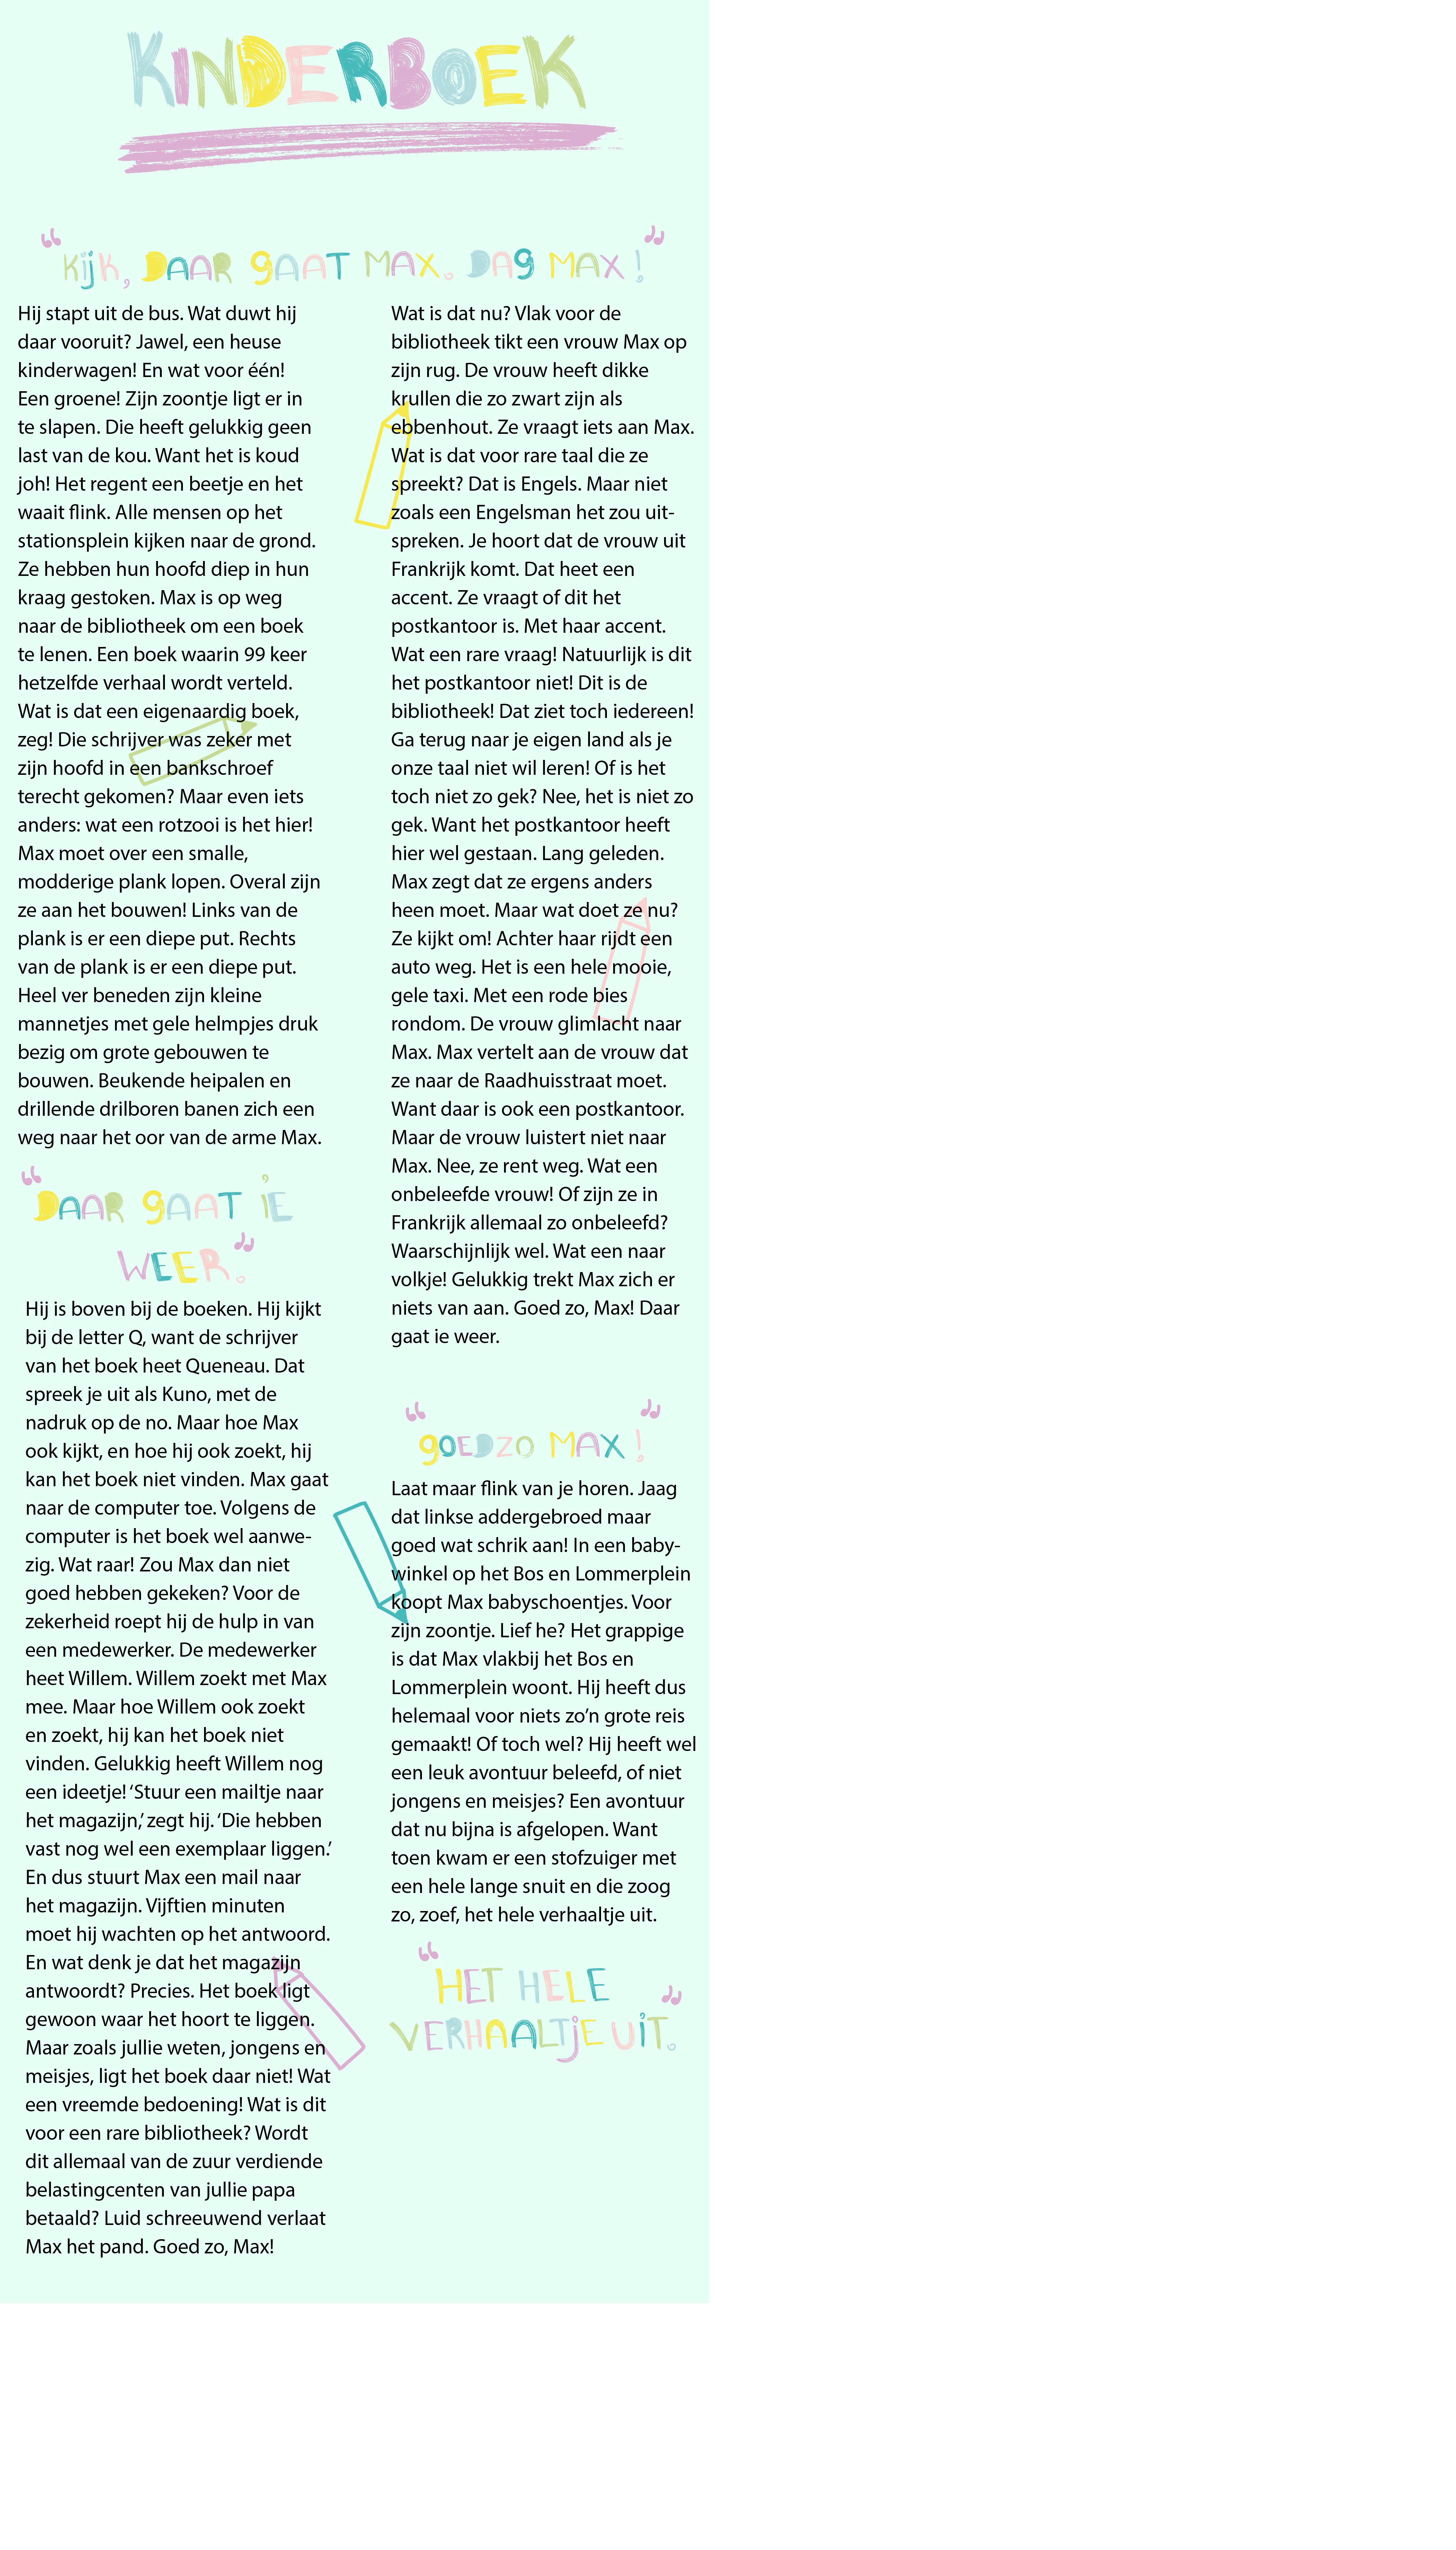 KINDERBOEK
“Kijk, DAAR gAAT MAX. DAg MAX!”
Hij stapt uit de bus. Wat duwt hij
daar vooruit? Jawel, een heuse
kinderwagen! En wat voor één!
Een groene! Zijn zoontje ligt er in
te slapen. Die heeft gelukkig geen
last van de kou. Want het is koud
joh! Het regent een beetje en het
waait flink. Alle mensen op het
stationsplein kijken naar de grond.
Ze hebben hun hoofd diep in hun
kraag gestoken. Max is op weg
naar de bibliotheek om een boek
te lenen. Een boek waarin 99 keer
hetzelfde verhaal wordt verteld.
Wat is dat een eigenaardig boek,
zeg! Die schrijver was zeker met
zijn hoofd in een bankschroef
terecht gekomen? Maar even iets
anders: wat een rotzooi is het hier!
Max moet over een smalle,
modderige plank lopen. Overal zijn
ze aan het bouwen! Links van de
plank is er een diepe put. Rechts
van de plank is er een diepe put.
Heel ver beneden zijn kleine
mannetjes met gele helmpjes druk
bezig om grote gebouwen te
bouwen. Beukende heipalen en
drillende drilboren banen zich een
weg naar het oor van de arme Max.
Wat is dat nu? Vlak voor de
bibliotheek tikt een vrouw Max op
zijn rug. De vrouw heeft dikke
krullen die zo zwart zijn als
ebbenhout. Ze vraagt iets aan Max.
Wat is dat voor rare taal die ze
spreekt? Dat is Engels. Maar niet
zoals een Engelsman het zou uit-
spreken. Je hoort dat de vrouw uit
Frankrijk komt. Dat heet een
accent. Ze vraagt of dit het
postkantoor is. Met haar accent.
Wat een rare vraag! Natuurlijk is dit
het postkantoor niet! Dit is de
bibliotheek! Dat ziet toch iedereen!
Ga terug naar je eigen land als je
onze taal niet wil leren! Of is het
toch niet zo gek? Nee, het is niet zo
gek. Want het postkantoor heeft
hier wel gestaan. Lang geleden.
Max zegt dat ze ergens anders
heen moet. Maar wat doet ze nu?
Ze kijkt om! Achter haar rijdt een
auto weg. Het is een hele mooie,
gele taxi. Met een rode bies
rondom. De vrouw glimlacht naar
Max. Max vertelt aan de vrouw dat
ze naar de Raadhuisstraat moet.
Want daar is ook een postkantoor.
Maar de vrouw luistert niet naar
Max. Nee, ze rent weg. Wat een
onbeleefde vrouw! Of zijn ze in
Frankrijk allemaal zo onbeleefd?
Waarschijnlijk wel. Wat een naar
volkje! Gelukkig trekt Max zich er
niets van aan. Goed zo, Max! Daar
gaat ie weer.
“DAAR gAAT 'iE
WEER.”
Hij is boven bij de boeken. Hij kijkt
bij de letter Q, want de schrijver
van het boek heet Queneau. Dat
spreek je uit als Kuno, met de
nadruk op de no. Maar hoe Max
ook kijkt, en hoe hij ook zoekt, hij
kan het boek niet vinden. Max gaat
naar de computer toe. Volgens de
computer is het boek wel aanwe-
zig. Wat raar! Zou Max dan niet
goed hebben gekeken? Voor de
zekerheid roept hij de hulp in van
een medewerker. De medewerker
heet Willem. Willem zoekt met Max
mee. Maar hoe Willem ook zoekt
en zoekt, hij kan het boek niet
vinden. Gelukkig heeft Willem nog
een ideetje! ‘Stuur een mailtje naar
het magazijn,’ zegt hij. ‘Die hebben
vast nog wel een exemplaar liggen.’
En dus stuurt Max een mail naar
het magazijn. Vijftien minuten
moet hij wachten op het antwoord.
En wat denk je dat het magazijn
antwoordt? Precies. Het boek ligt
gewoon waar het hoort te liggen.
Maar zoals jullie weten, jongens en
meisjes, ligt het boek daar niet! Wat
een vreemde bedoening! Wat is dit
voor een rare bibliotheek? Wordt
dit allemaal van de zuur verdiende
belastingcenten van jullie papa
betaald? Luid schreeuwend verlaat
Max het pand. Goed zo, Max!
“gOED ZO MAX!”
Laat maar flink van je horen. Jaag
dat linkse addergebroed maar
goed wat schrik aan! In een baby-
winkel op het Bos en Lommerplein
koopt Max babyschoentjes. Voor
zijn zoontje. Lief he? Het grappige
is dat Max vlakbij het Bos en
Lommerplein woont. Hij heeft dus
helemaal voor niets zo’n grote reis
gemaakt! Of toch wel? Hij heeft wel
een leuk avontuur beleefd, of niet
jongens en meisjes? Een avontuur
dat nu bijna is afgelopen. Want
toen kwam er een stofzuiger met
een hele lange snuit en die zoog
zo, zoef, het hele verhaaltje uit.
“HET HELE
VERHAALTjE UiT.”